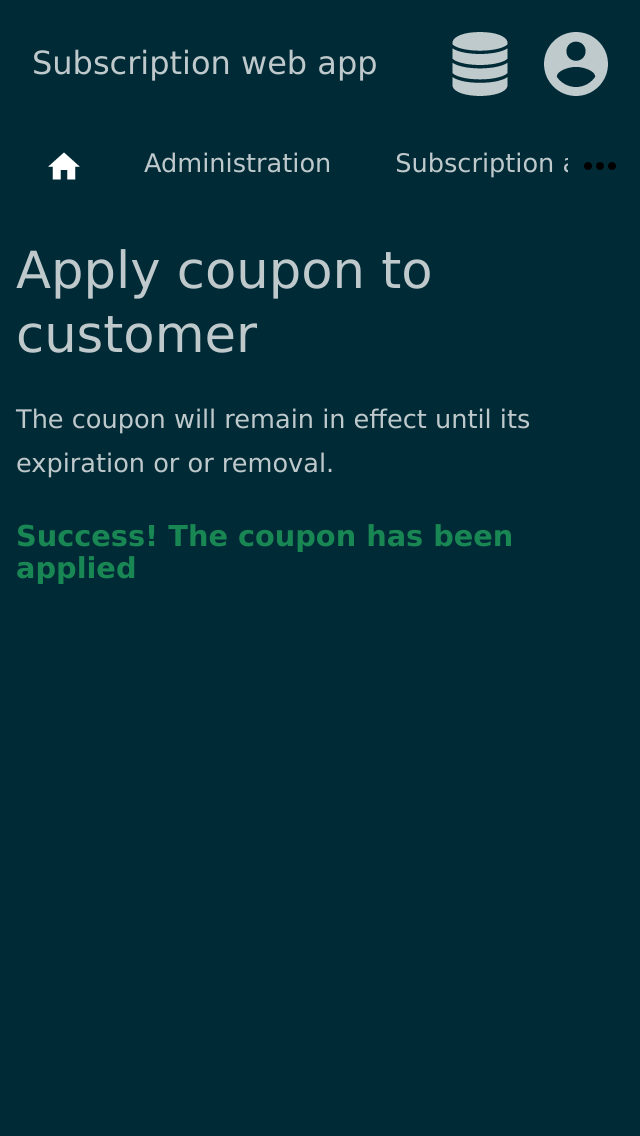 Subscription web app
Administration
Subscription
Apply coupon to
customer
The coupon will remain in effect until its
expiration or or removal.
Success! The coupon has been
applied